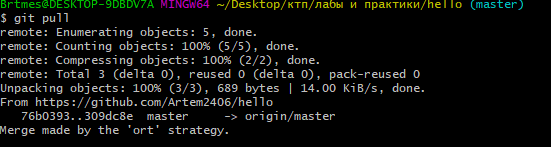 Brtmes@DESKTOP-9DBDV7A MINGW64 ~/Desktop/ктп/лабы и практики/hello (master)
$ git pull
remote: Enumerating objects: 5, done.
remote: Counting objects: 100% (5/5), done.
remote: Compressing objects: 100% (2/2), done.
remote: Total 3 (delta 0), reused 0 (delta 0), pack-reused 0
Unpacking objects: 100% (3/3), 689 bytes | 14.00 KiB/s, done.
From https://github.com/Artem2406/hello
   76b0393..309dc8e  master     -> origin/master
Merge made by the 'ort' strategy.